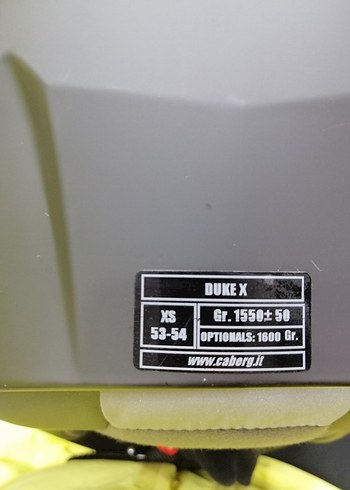 DUKE X
XS
53-54
Gr. 1550± 50
OPTIONALS: 1600 Gr.
www.caberg.it